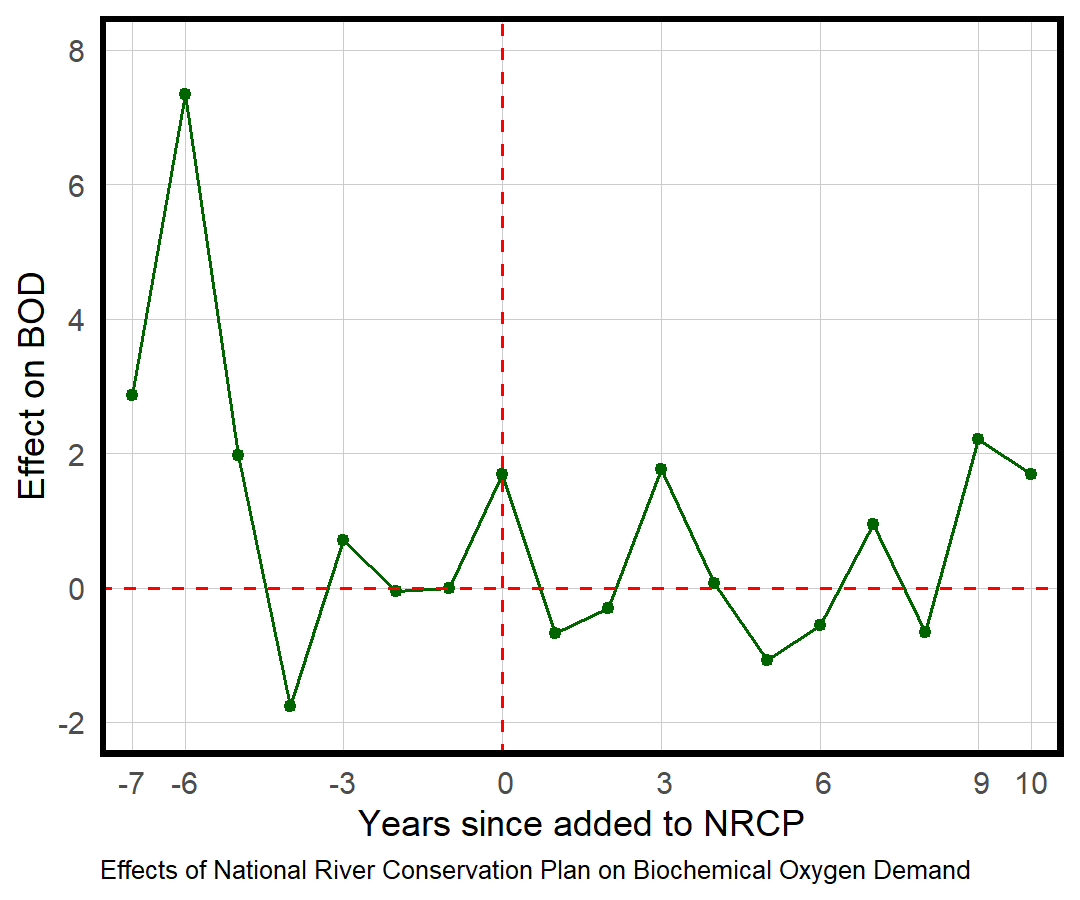 8
6
4
2
0
-2
Effect on BOD
-7 -6 -3 0 3 6 9 10
Years since added to NRCP
Effects of National River Conservation Plan on Biochemical Oxygen Demand